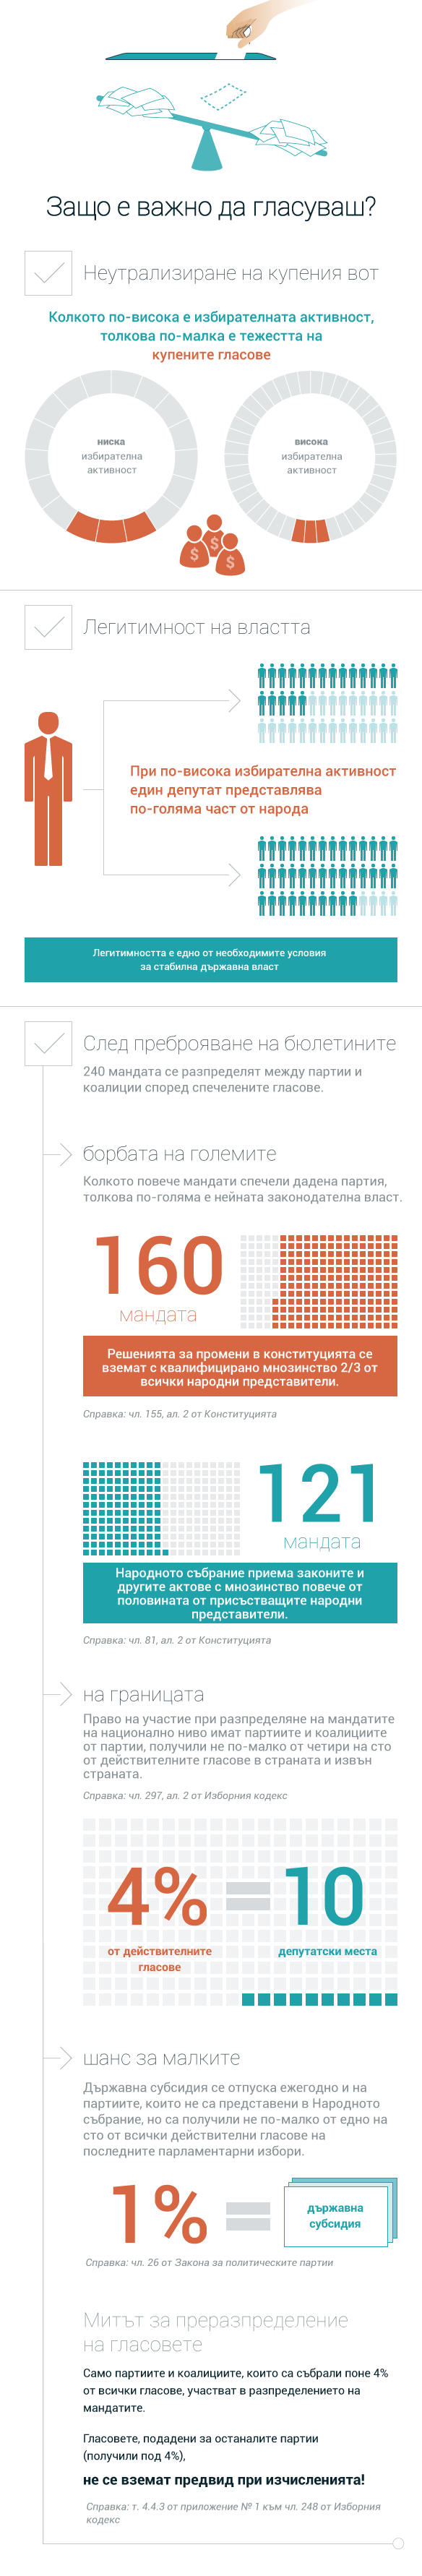 Защо е важно да гласуваш?
Неутрализиране на купения вот
Колкото по-висока е избирателната активност,
толкова по-малка е тежестта на
купените гласове
ниска
избирателна
активност
висока
избирателна
активност
$
$
$
Легитимност на властта
При по-висока избирателна активност
един депутат представлява
по-голяма част от народа
Легитимността е едно от необходимите условия
за стабилна държавна власт
След преброяване на бюлетините
240 мандата се разпределят между партии и
коалиции според спечелените гласове.
борбата на големите
Колкото повече мандати спечели дадена партия,
толкова по-голяма е нейната законодателна власт.
160
мандата
Решенията за промени в конституцията се
вземат с квалифицирано мнозинство 2/3 от
всички народни представители.
Справка: чл. 155, ал. 2 от Конституцията
121
мандата
Народното събрание приема законите и
другите актове с мнозинство повече от
половината от присъстващите народни
представители.
Справка: чл. 81, ал. 2 от Конституцията
на границата
Право на участие при разпределяне на мандатите
на национално ниво имат партиите и коалициите
от партии, получили не по-малко от четири на сто
от действителните гласове в страната и извън
страната.
Справка: чл. 297, ал. 2 от Изборния кодекс
4% = 10
от действителните
гласове
депутатски места
шанс за малките
Държавна субсидия се отпуска ежегодно и на
партиите, които не са представени в Народното
събрание, но са получили не по-малко от едно на
сто от всички действителни гласове на
последните парламентарни избори.
1% =
държавна
субсидия
Справка: чл. 26 от Закона за политическите партии
Митът за преразпределение
на гласовете
Само партиите и коалициите, които са събрали поне 4%
от всички гласове, участват в разпределението на
мандатите.
Гласовете, подадени за останалите партии
(получили под 4%),
не се вземат предвид при изчисленията!
Справка: т. 4.4.3 от приложение № 1 към чл. 248 от Изборния
кодекс